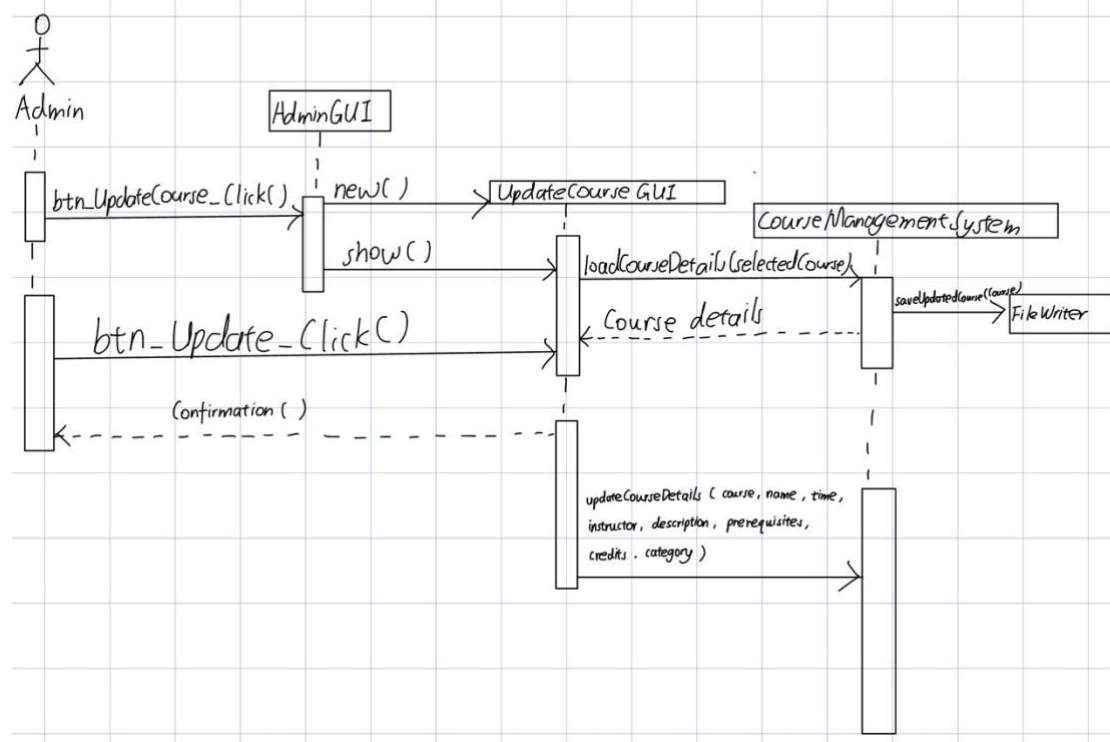 Admin
AdminGUI
btn_UpdateCourse_Click()
new()
UpdateCourse GUI
CourseManagementSystem
show()
loadCourseDetails(selectedCourse)
saveUpdatedCourse(Course)
FileWriter
Course details
btn_Update_Click()
Confirmation ( )
updateCourseDetails ( course, name, time,
instructor, description, prerequisites,
credits. category )